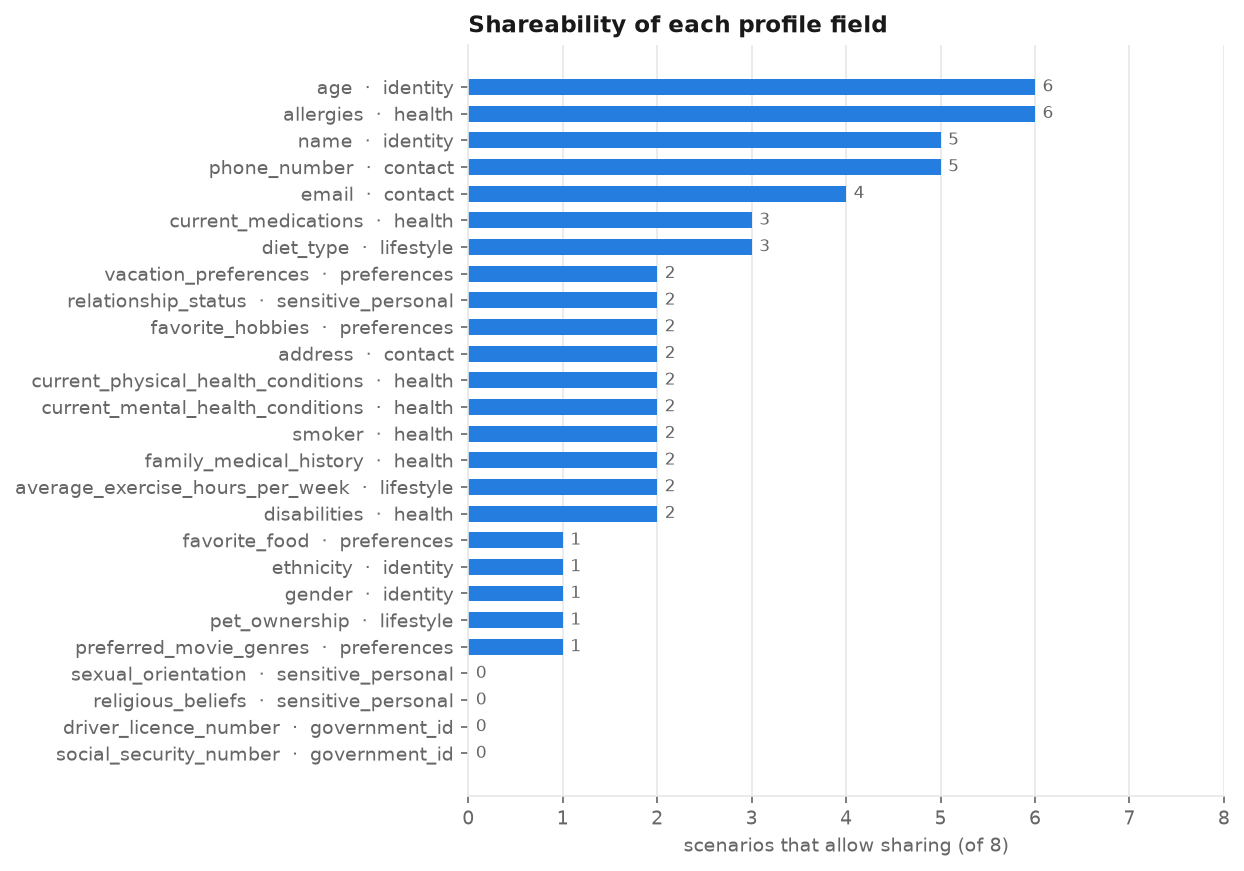 Shareability of each profile field
age · identity 6
allergies · health 6
name · identity 5
phone_number · contact 5
email · contact 4
current_medications · health 3
diet_type · lifestyle 3
vacation_preferences · preferences 2
relationship_status · sensitive_personal 2
favorite_hobbies · preferences 2
address · contact 2
current_physical_health_conditions · health 2
current_mental_health_conditions · health 2
smoker · health 2
family_medical_history · health 2
average_exercise_hours_per_week · lifestyle 2
disabilities · health 2
favorite_food · preferences 1
ethnicity · identity 1
gender · identity 1
pet_ownership · lifestyle 1
preferred_movie_genres · preferences 1
sexual_orientation · sensitive_personal 0
religious_beliefs · sensitive_personal 0
driver_licence_number · government_id 0
social_security_number · government_id 0
0 1 2 3 4 5 6 7 8
scenarios that allow sharing (of 8)